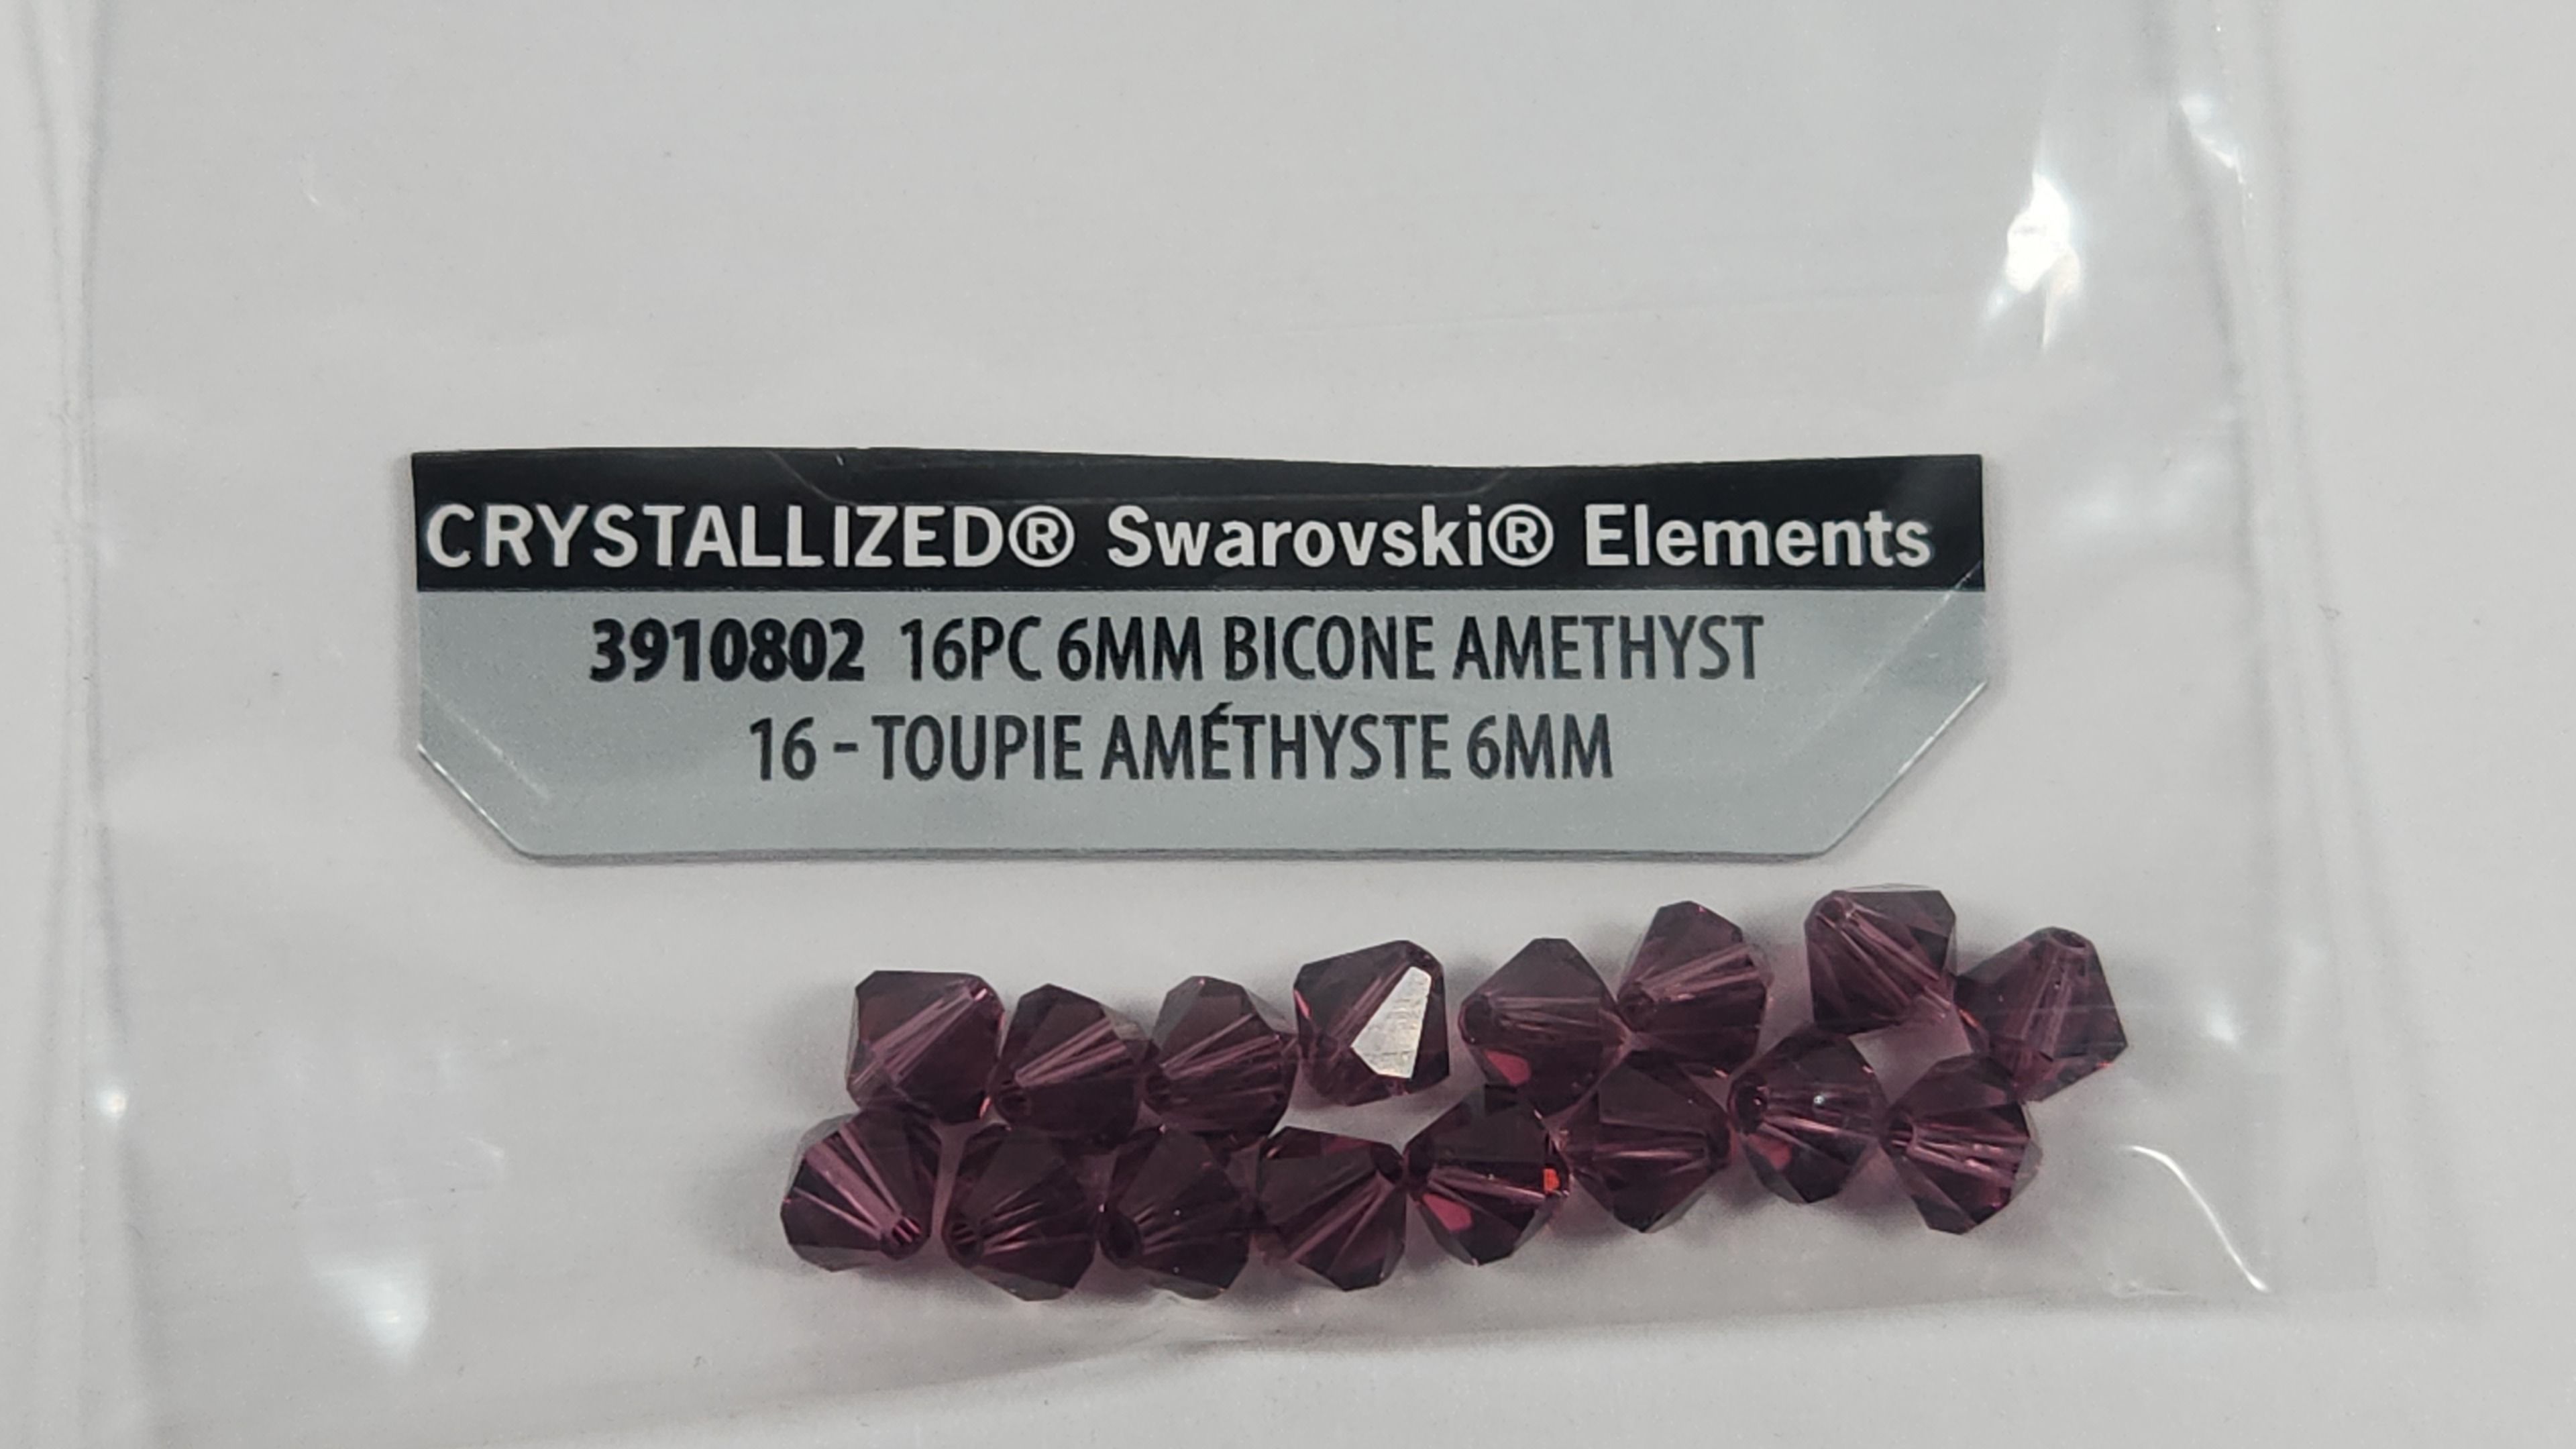 CRYSTALLIZED® Swarovski® Elements
3910802 16PC 6MM BICONE AMETHYST
16 - TOUPIE AMÉTHYSTE 6MM